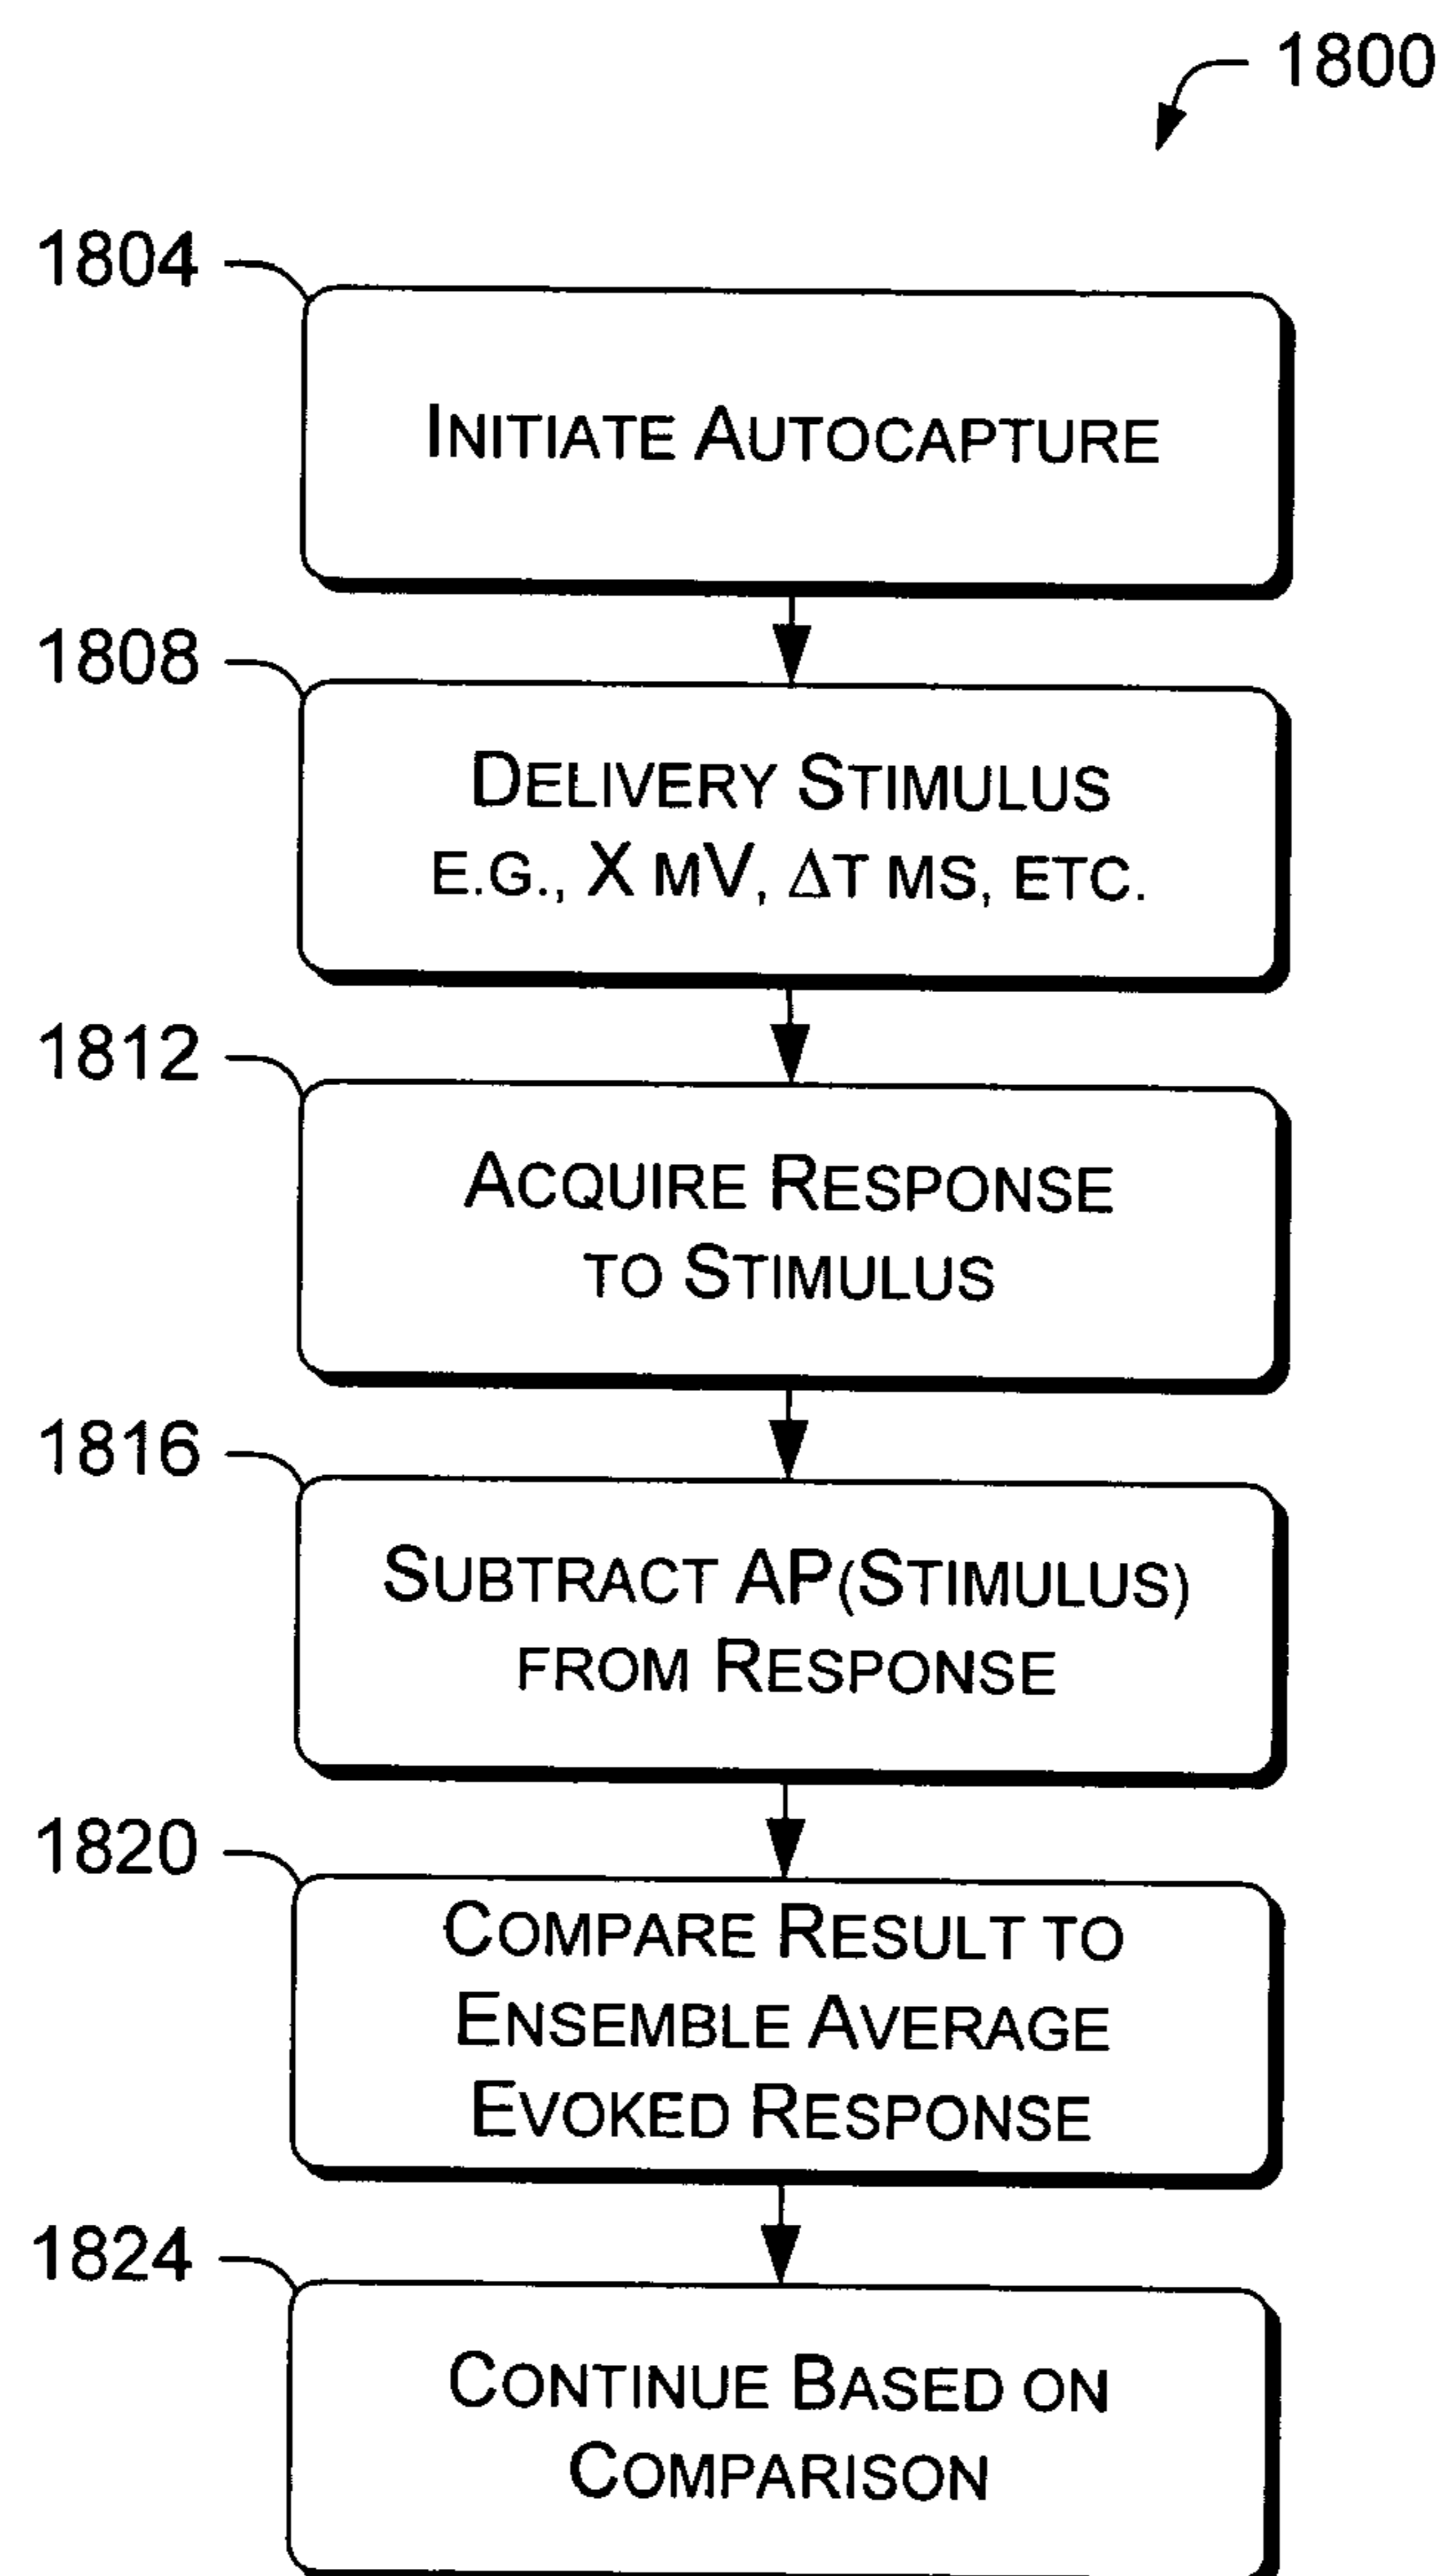 1800
1804
INITIATE AUTOCAPTURE
1808
DELIVERY STIMULUS
E.G., X MV, ΔT MS, ETC.
1812
ACQUIRE RESPONSE
TO STIMULUS
1816
SUBTRACT AP(STIMULUS)
FROM RESPONSE
1820
COMPARE RESULT TO
ENSEMBLE AVERAGE
EVOKED RESPONSE
1824
CONTINUE BASED ON
COMPARISON